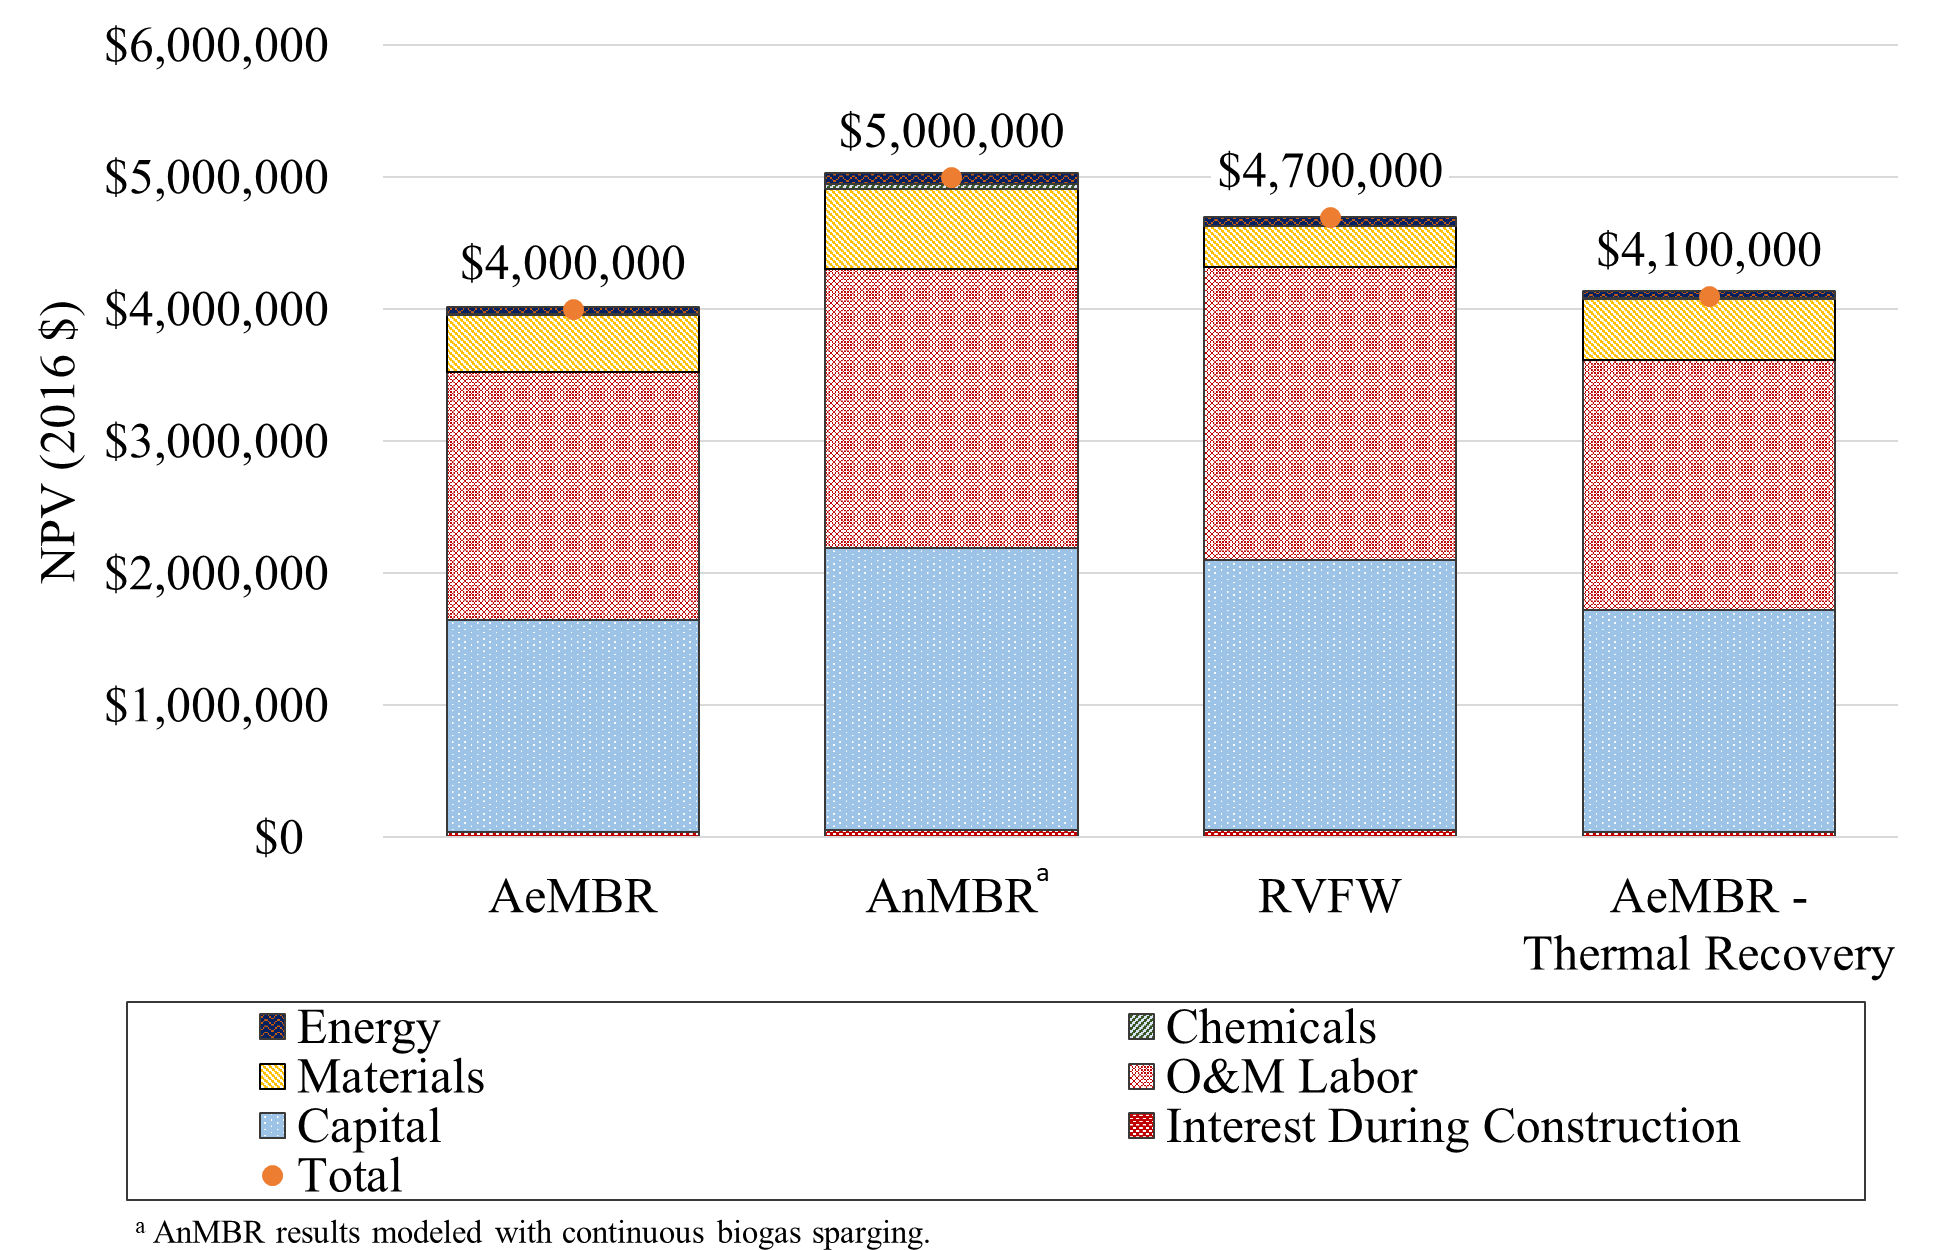 $6,000,000
$5,000,000
$4,000,000
$3,000,000
$2,000,000
$1,000,000
$0
NPV (2016 $)
$4,000,000
$5,000,000
$4,700,000
$4,100,000
AeMBR
AnMBRᵃ
RVFW
AeMBR -
Thermal Recovery
Energy
Chemicals
Materials
O&M Labor
Capital
Interest During Construction
Total
ᵃ AnMBR results modeled with continuous biogas sparging.